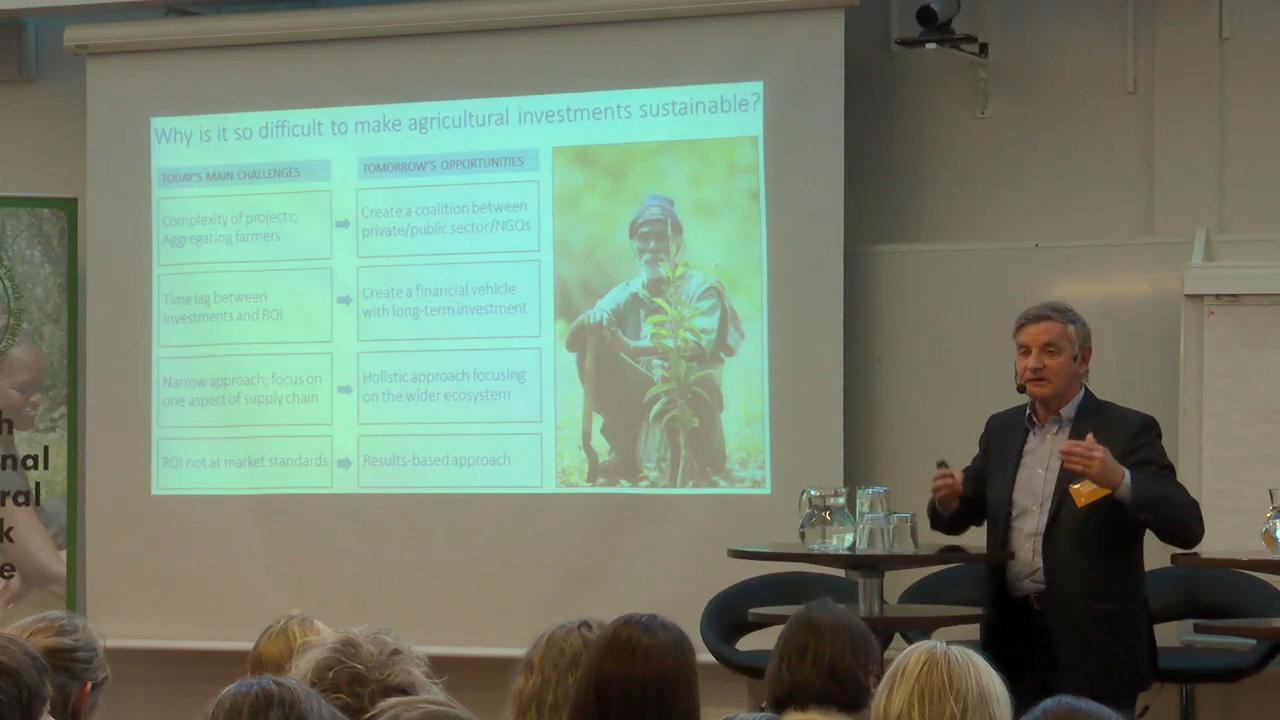 Why is it so difficult to make agricultural investments sustainable?
TODAY'S MAIN CHALLENGES
TOMORROW'S OPPORTUNITIES
Complexity of projects;
Aggregating farmers
Create a coalition between
private/public sector/NGOs
Time lag between
investments and ROI
Create a financial vehicle
with long-term investment
Narrow approach; focus on
one aspect of supply chain
Holistic approach focusing
on the wider ecosystem
ROI not at market standards
Results-based approach
h
nal
ral
k
e